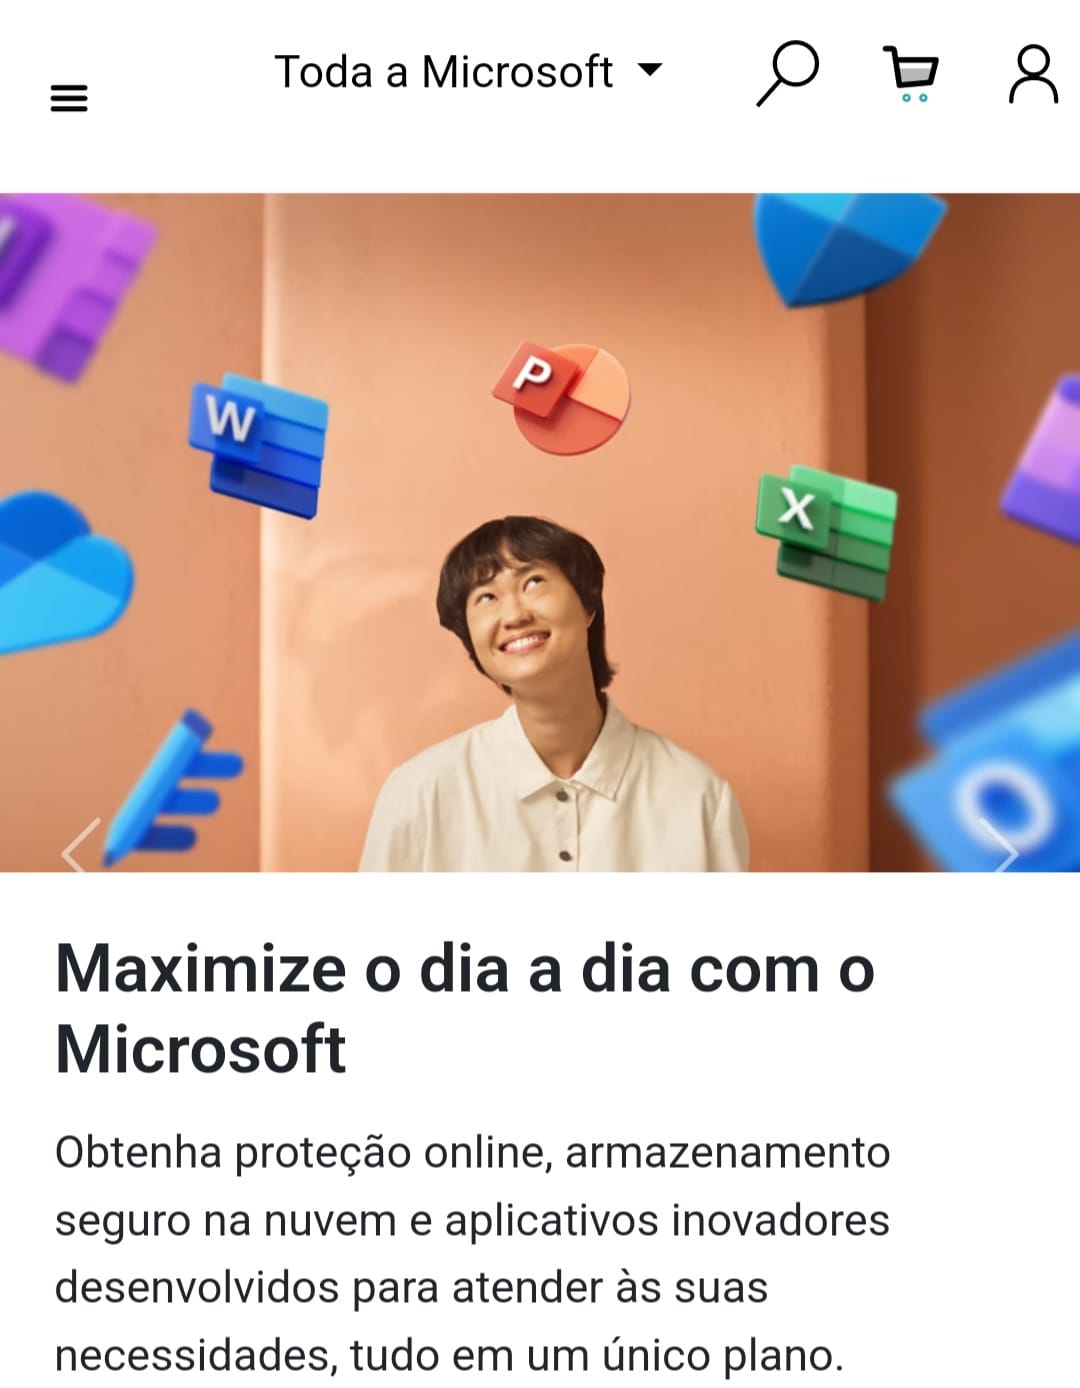 Toda a Microsoft
P
W
X
O
Maximize o dia a dia com o
Microsoft
Obtenha proteção online, armazenamento
seguro na nuvem e aplicativos inovadores
desenvolvidos para atender às suas
necessidades, tudo em um único plano.